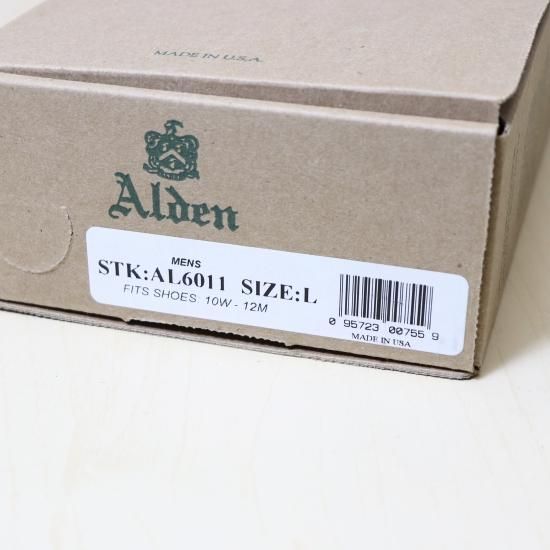 MADE IN U.S.A.
Alden
MENS
STK:AL6011 SIZE:L
FITS SHOES: 10W - 12M
0 95723 00755 9
MADE IN USA